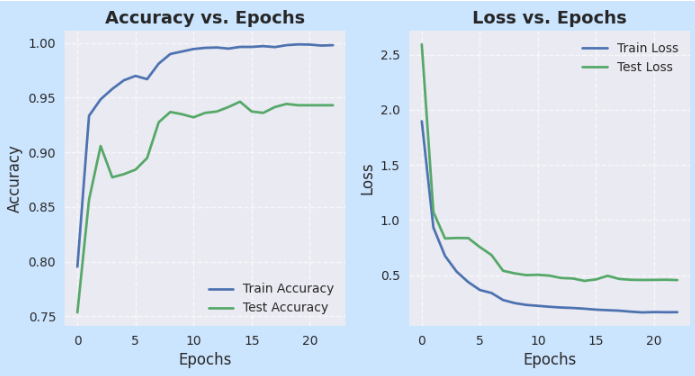 Accuracy vs. Epochs
1.00
0.95
0.90
0.85
0.80
0.75
Accuracy
0
5
10
15
20
Epochs
Train Accuracy
Test Accuracy
Loss vs. Epochs
2.5
2.0
1.5
1.0
0.5
Loss
0
5
10
15
20
Epochs
Train Loss
Test Loss